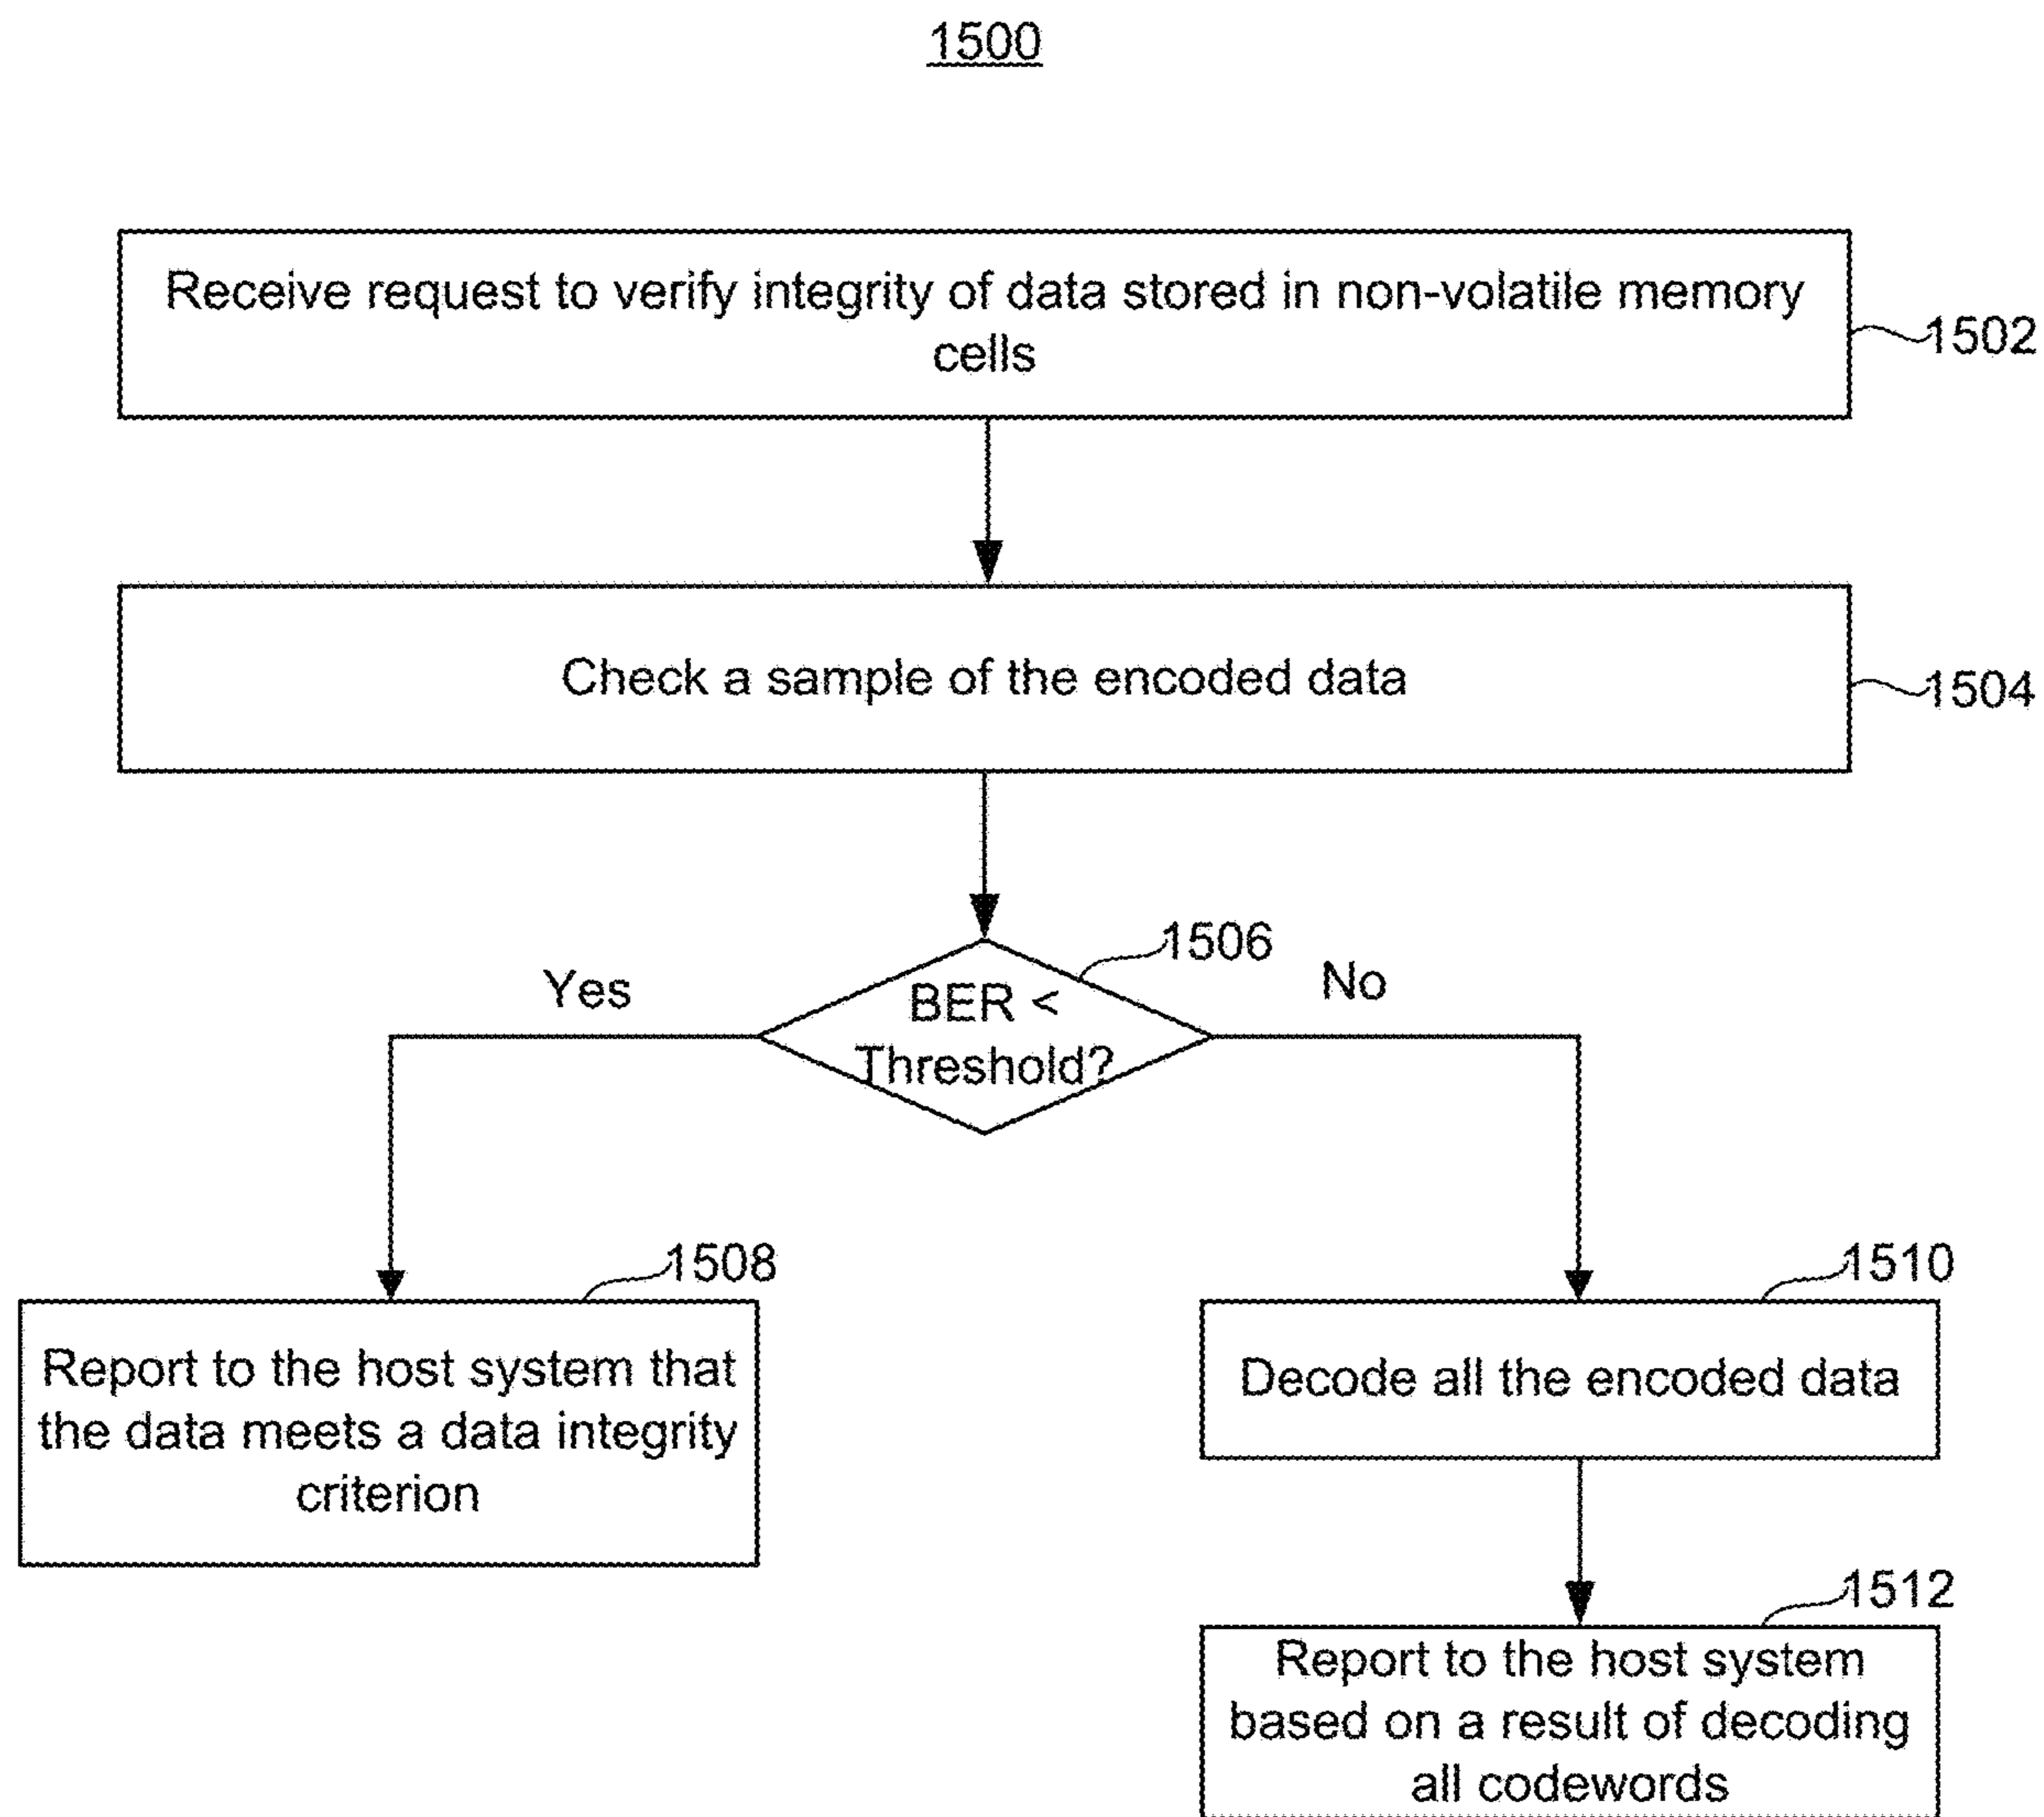 1500
Receive request to verify integrity of data stored in non-volatile memory
cells
1502
Check a sample of the encoded data
1504
1506
Yes
BER <
Threshold?
No
1508
Report to the host system that
the data meets a data integrity
criterion
1510
Decode all the encoded data
1512
Report to the host system
based on a result of decoding
all codewords